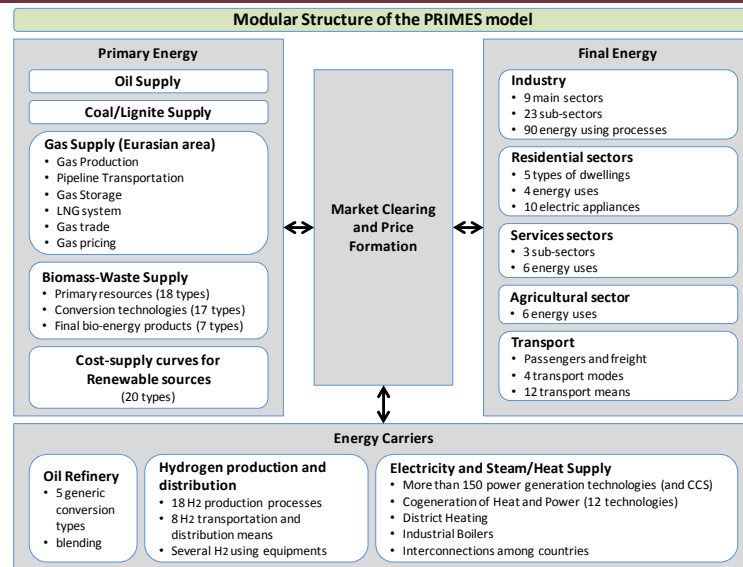 Modular Structure of the PRIMES model
Primary Energy
Oil Supply
Coal/Lignite Supply
Gas Supply (Eurasian area)
• Gas Production
• Pipeline Transportation
• Gas Storage
• LNG system
• Gas trade
• Gas pricing
Biomass-Waste Supply
• Primary resources (18 types)
• Conversion technologies (17 types)
• Final bio-energy products (7 types)
Cost-supply curves for
Renewable sources
(20 types)
Market Clearing
and Price
Formation
Final Energy
Industry
• 9 main sectors
• 23 sub-sectors
• 90 energy using processes
Residential sectors
• 5 types of dwellings
• 4 energy uses
• 10 electric appliances
Services sectors
• 3 sub-sectors
• 6 energy uses
Agricultural sector
• 6 energy uses
Transport
• Passengers and freight
• 4 transport modes
• 12 transport means
Energy Carriers
Oil Refinery
• 5 generic
conversion
types
• blending
Hydrogen production and
distribution
• 18 H2 production processes
• 8 H2 transportation and
distribution means
• Several H2 using equipments
Electricity and Steam/Heat Supply
• More than 150 power generation technologies (and CCS)
• Cogeneration of Heat and Power (12 technologies)
• District Heating
• Industrial Boilers
• Interconnections among countries